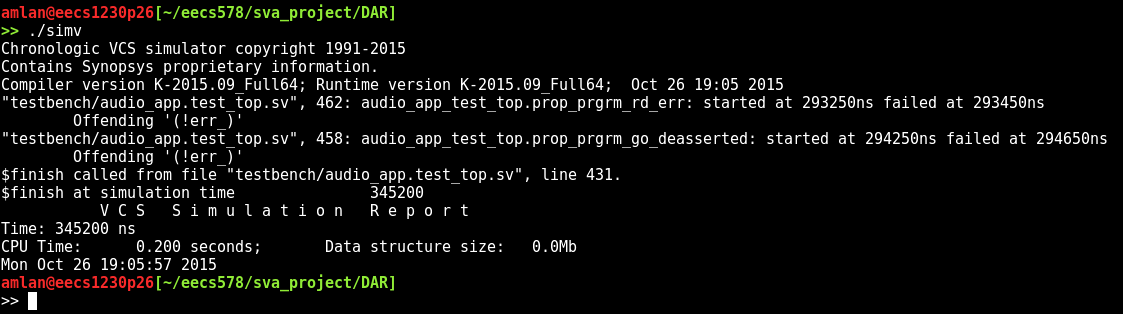 amlan@eecs1230p26[~/eecs578/sva_project/DAR]
>> ./simv
Chronologic VCS simulator copyright 1991-2015
Contains Synopsys proprietary information.
Compiler version K-2015.09_Full64; Runtime version K-2015.09_Full64;  Oct 26 19:05 2015
"testbench/audio_app.test_top.sv", 462: audio_app_test_top.prop_prgrm_rd_err: started at 293250ns failed at 293450ns
        Offending '(!err_)'
"testbench/audio_app.test_top.sv", 458: audio_app_test_top.prop_prgrm_go_deasserted: started at 294250ns failed at 294650ns
        Offending '(!err_)'
$finish called from file "testbench/audio_app.test_top.sv", line 431.
$finish at simulation time               345200
           V C S   S i m u l a t i o n   R e p o r t
Time: 345200 ns
CPU Time:      0.200 seconds;       Data structure size:   0.0Mb
Mon Oct 26 19:05:57 2015
amlan@eecs1230p26[~/eecs578/sva_project/DAR]
>>